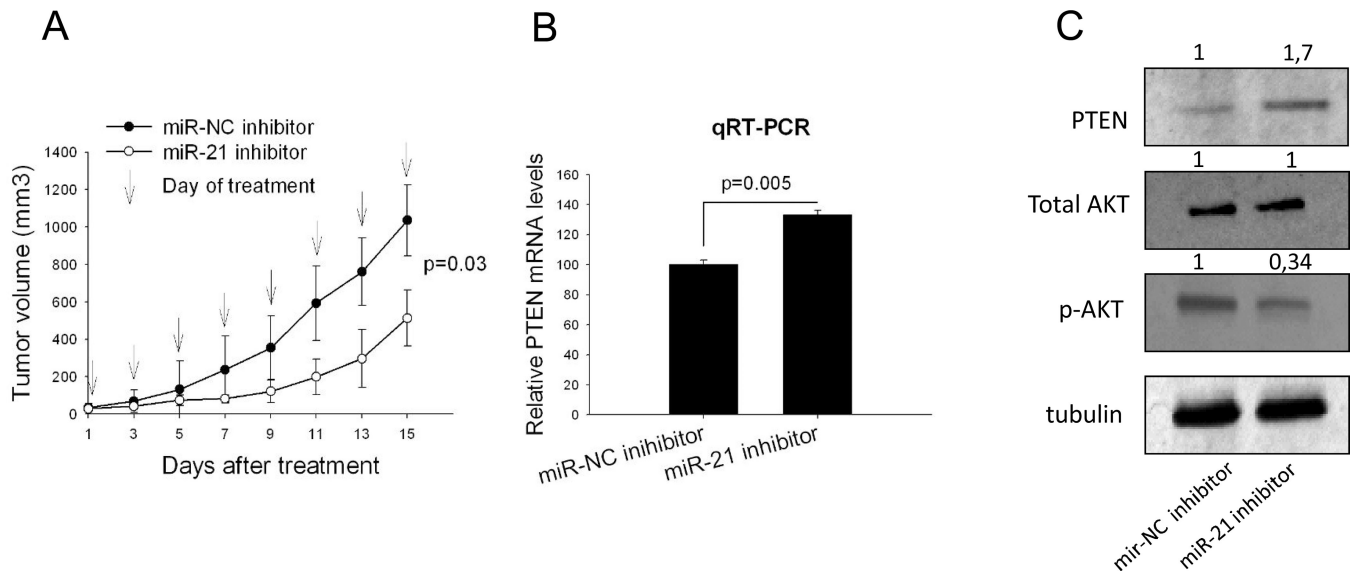 A
miR-NC inhibitor
miR-21 inhibitor
Day of treatment
Tumor volume (mm3)
1400
1200
1000
800
600
400
200
0
p=0.03
1 3 5 7 9 11 13 15
Days after treatment
B
qRT-PCR
Relative PTEN mRNA levels
160
140
120
100
80
60
40
20
0
p=0.005
miR-NC inihibitor
miR-21 inhibitor
C
1 1,7
PTEN
1 1
Total AKT
1 0,34
p-AKT
tubulin
mir-NC inhibitor
miR-21 inhibitor